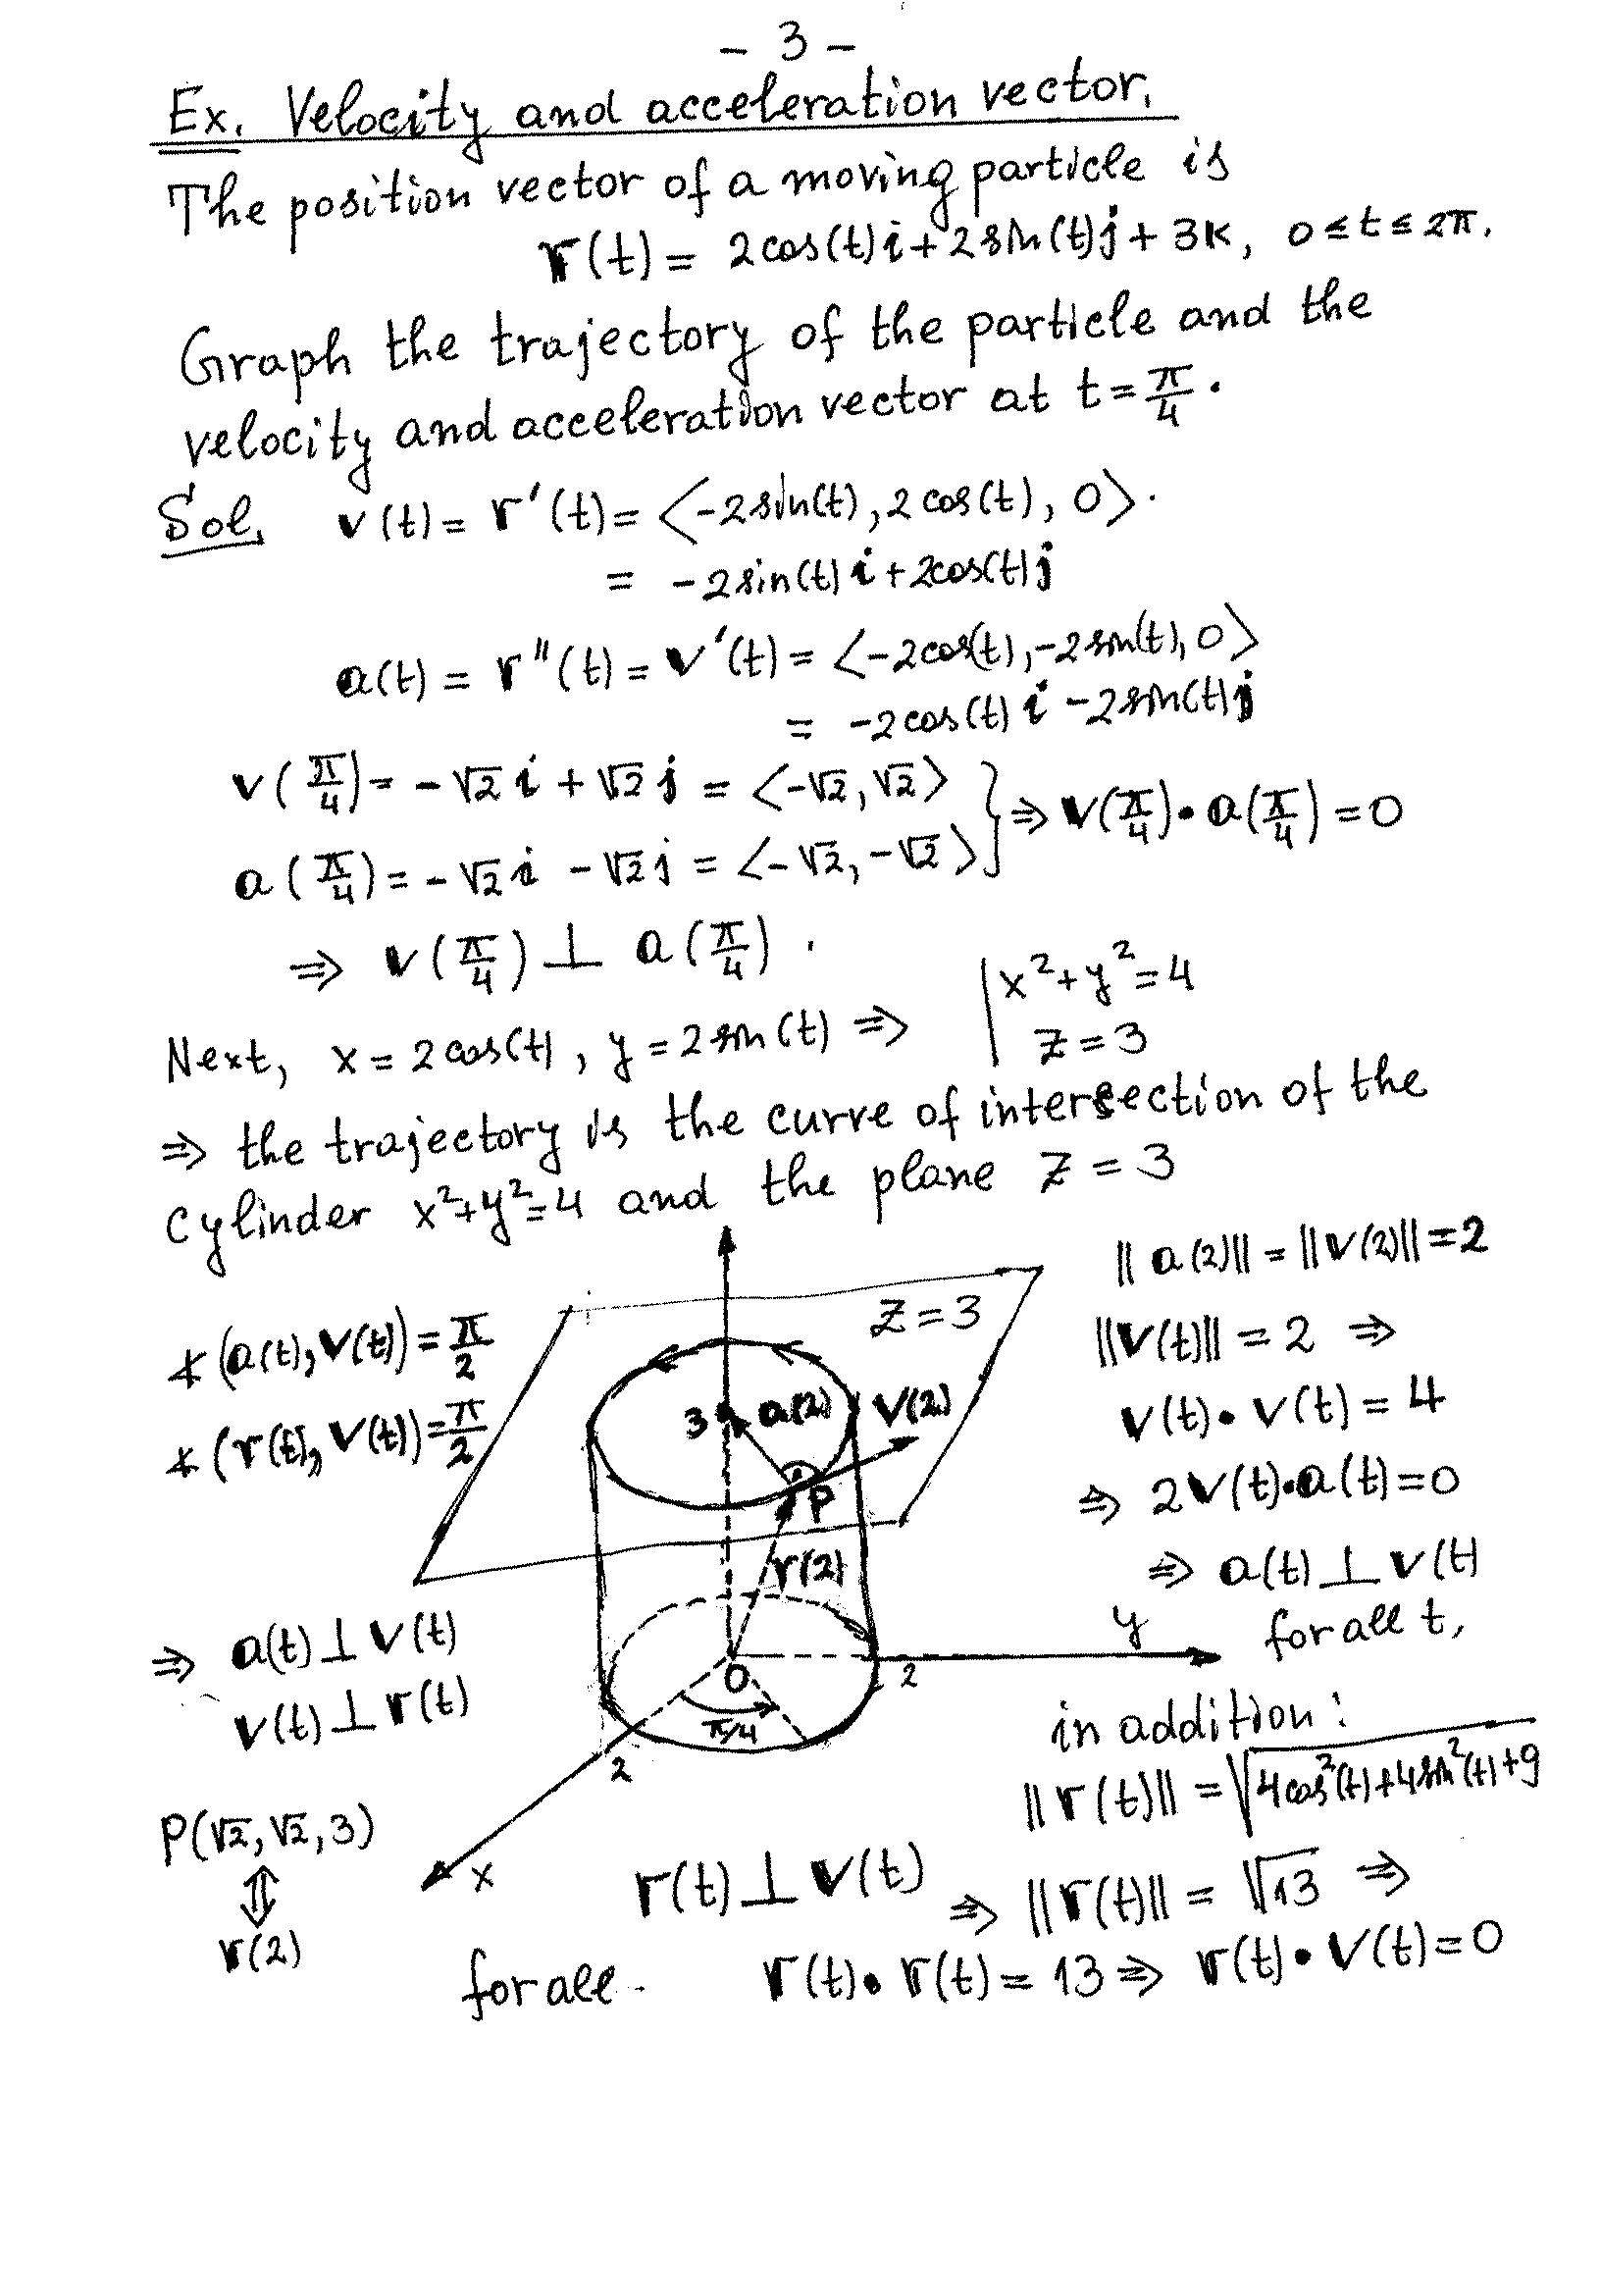 - 3 -
Ex. Velocity and acceleration vector.
The position vector of a moving particle is
r(t) = 2cos(t)i+2sin(t)j+3k, 0≤t≤2π.
Graph the trajectory of the particle and the
velocity and acceleration vector at t=π/4.
Sol. v(t) = r'(t) = <-2sin(t), 2cos(t), 0>.
= -2sin(t)i+2cos(t)j
a(t) = r''(t) = v'(t) = <-2cos(t), -2sin(t), 0>
= -2cos(t)i -2sin(t)j
v(π/4) = -√2 i + √2 j = <-√2, √2> } ⇒ v(π/4)•a(π/4) = 0
a(π/4) = -√2 i - √2 j = <-√2, -√2>
⇒ v(π/4) ⊥ a(π/4).
Next, x = 2cos(t), y = 2sin(t) ⇒ | x²+y²=4
z=3
⇒ the trajectory is the curve of intersection of the
cylinder x²+y²=4 and the plane z = 3
||a(2)|| = ||v(2)|| = 2
z=3
∡(a(t), v(t)) = π/2
||v(t)|| = 2 ⇒
3 a(2) v(2)
v(t)•v(t) = 4
∡(r(t), v(t)) = π/2
P
⇒ 2v(t)•a(t) = 0
r(2)
⇒ a(t) ⊥ v(t)
y
for all t,
⇒ a(t) ⊥ v(t)
O 2
v(t) ⊥ r(t)
π/4
in addition:
2
||r(t)|| = √4cos²(t)+4sin²(t)+9
P(√2, √2, 3)
x
⇕
r(t) ⊥ v(t)
⇒ ||r(t)|| = √13 ⇒
r(2)
for all
r(t)•r(t) = 13 ⇒ r(t)•v(t) = 0